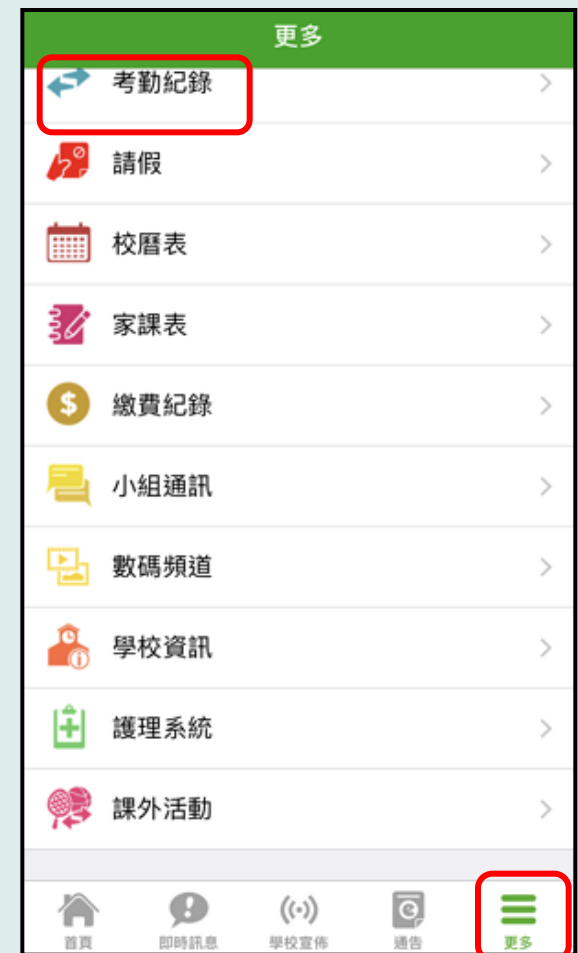 更多
考勤紀錄
請假
校曆表
家課表
繳費紀錄
小組通訊
數碼頻道
學校資訊
護理系統
課外活動
首頁 即時訊息 學校宣佈 通告 更多